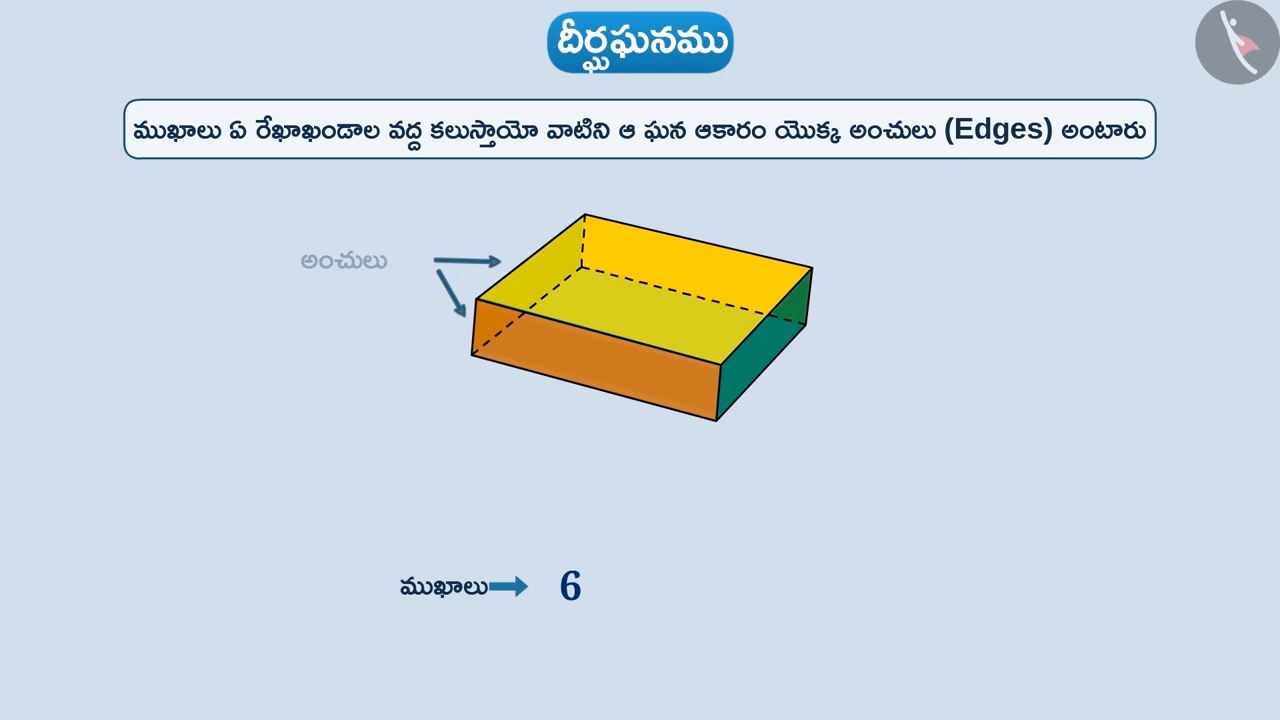 దీర్ఘఘనము
ముఖాలు ఏ రేఖాఖండాల వద్ద కలుస్తాయో వాటిని ఆ ఘన ఆకారం యొక్క అంచులు (Edges) అంటారు
అంచులు
ముఖాలు 6